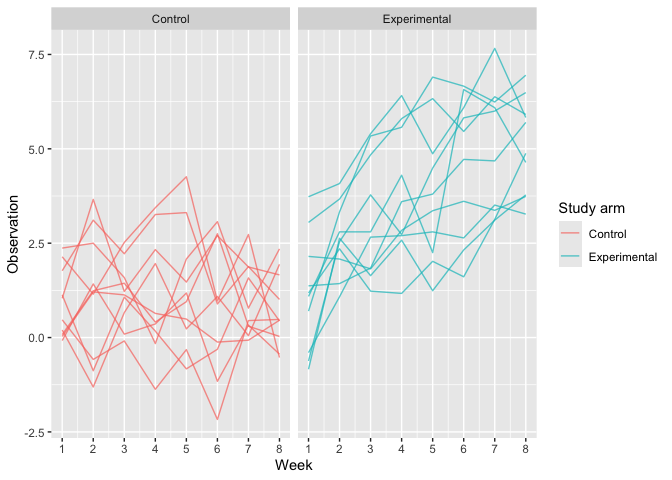 Control Experimental
7.5
5.0
2.5
0.0
-2.5
Observation
1 2 3 4 5 6 7 8 1 2 3 4 5 6 7 8
Week
Study arm
Control
Experimental